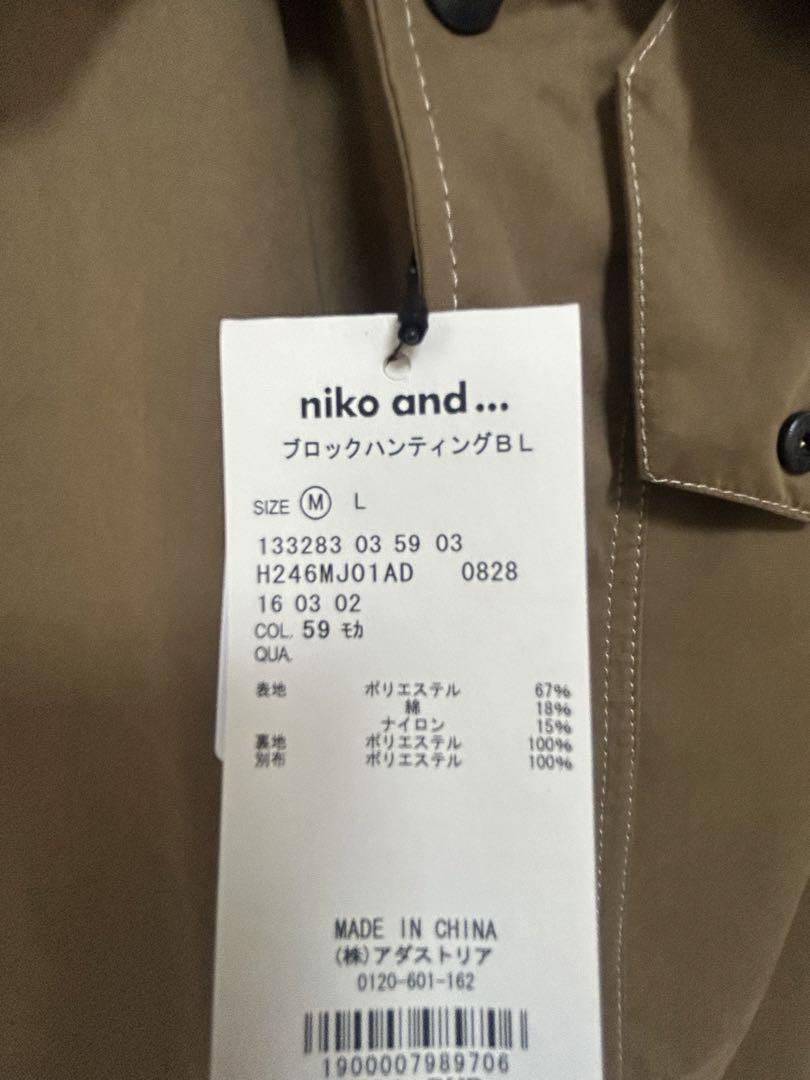 niko and ...
ブロックハンティングBL
SIZE M L
133283 03 59 03
H246MJ01AD 0828
16 03 02
COL. 59 ﾓｶ
QUA.
表地 ポリエステル 67%
綿 18%
ナイロン 15%
裏地 ポリエステル 100%
別布 ポリエステル 100%
MADE IN CHINA
(株)アダストリア
0120-601-162
1900007989706